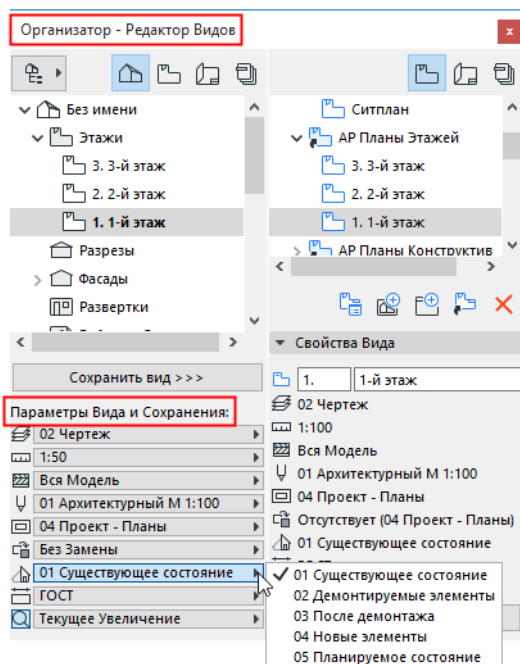 Организатор - Редактор Видов
x
Без имени
Этажи
3. 3-й этаж
2. 2-й этаж
1. 1-й этаж
Разрезы
Фасады
Развертки
Сохранить вид >>>
Параметры Вида и Сохранения:
02 Чертеж
1:50
Вся Модель
01 Архитектурный М 1:100
04 Проект - Планы
Без Замены
01 Существующее состояние
ГОСТ
Текущее Увеличение
Ситплан
АР Планы Этажей
3. 3-й этаж
2. 2-й этаж
1. 1-й этаж
АР Планы Конструктив
Свойства Вида
1. 1-й этаж
02 Чертеж
1:100
Вся Модель
01 Архитектурный М 1:100
04 Проект - Планы
Отсутствует (04 Проект - Планы)
01 Существующее состояние
01 Существующее состояние
02 Демонтируемые элементы
03 После демонтажа
04 Новые элементы
05 Планируемое состояние